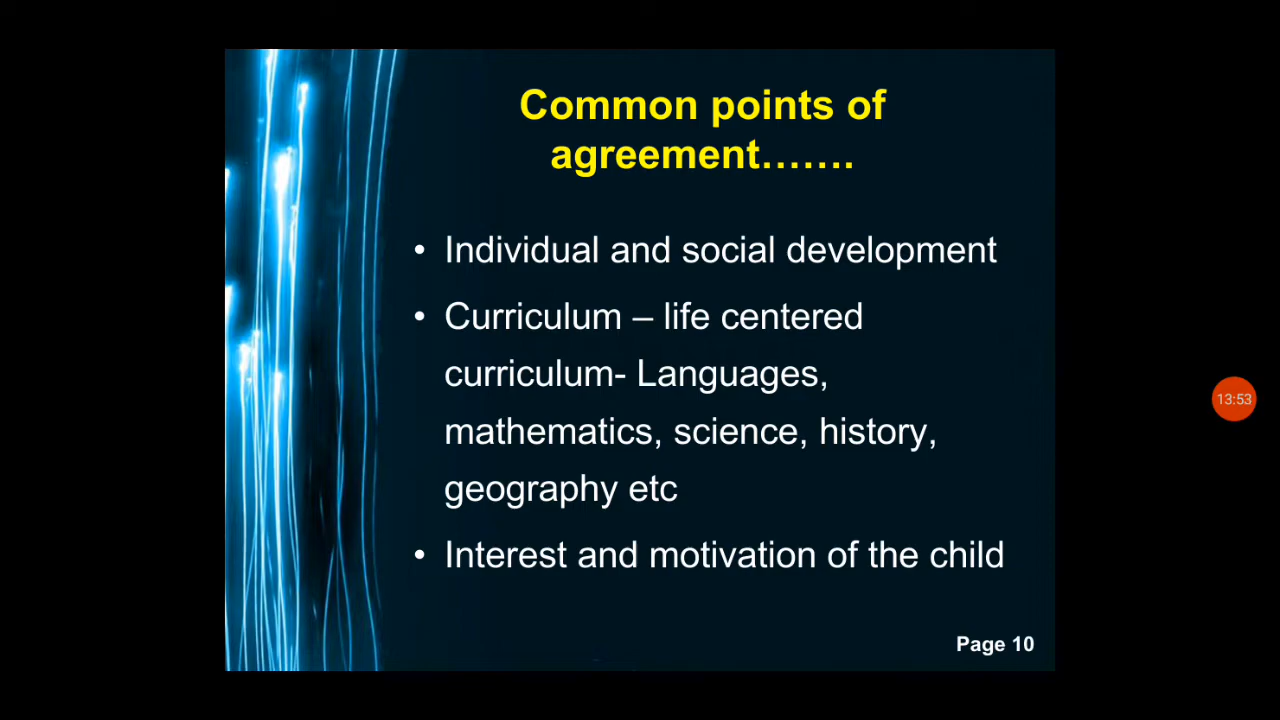 Common points of
agreement…….
• Individual and social development
• Curriculum – life centered
curriculum- Languages,
mathematics, science, history,
geography etc
• Interest and motivation of the child
Page 10
13:53